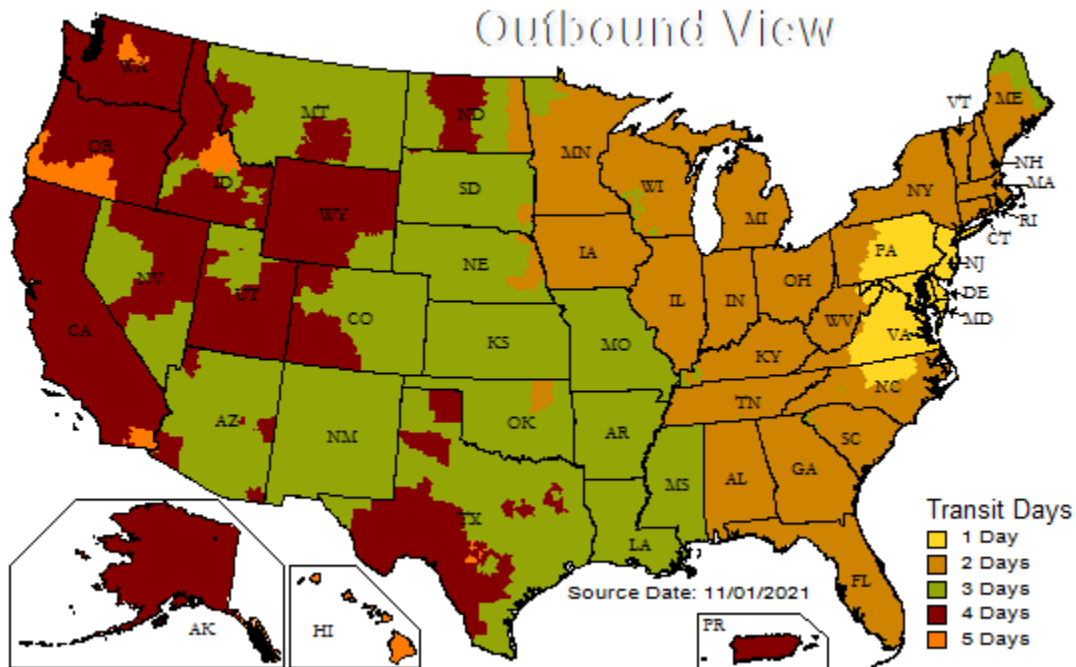 Outbound View
WA
MT
ND
VT
ME
OR
MN
NH
ID
SD
WI
NY
MA
WY
MI
RI
CT
NE
IA
PA
NJ
NV
OH
UT
IL
IN
DE
CO
WV
MD
CA
KS
MO
VA
KY
NC
TN
AZ
OK
NM
AR
SC
MS
AL
GA
TX
LA
FL
Transit Days
1 Day
2 Days
3 Days
4 Days
5 Days
Source Date: 11/01/2021
AK
HI
PR